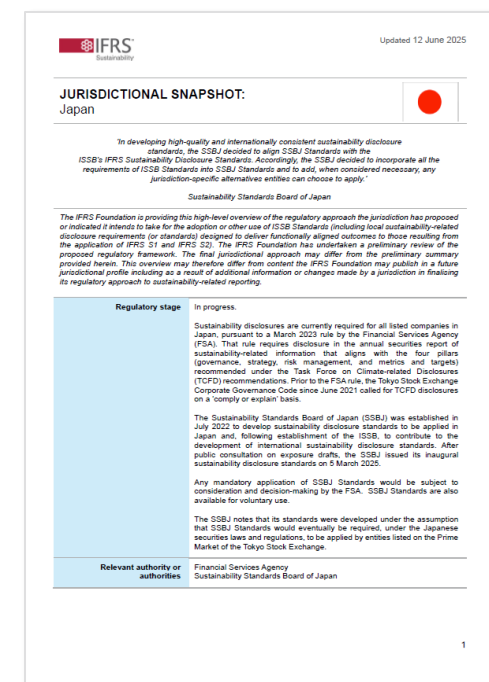 IFRS
Sustainability
Updated 12 June 2025
JURISDICTIONAL SNAPSHOT:
Japan
'In developing high-quality and internationally consistent sustainability disclosure
standards, the SSBJ decided to align SSBJ Standards with the
ISSB's IFRS Sustainability Disclosure Standards. Accordingly, the SSBJ decided to incorporate all the
requirements of ISSB Standards into SSBJ Standards and to add, when considered necessary, any
jurisdiction-specific alternatives entities can choose to apply.'
Sustainability Standards Board of Japan
The IFRS Foundation is providing this high-level overview of the regulatory approach the jurisdiction has proposed
or indicated it intends to take for the adoption or other use of ISSB Standards (including local sustainability-related
disclosure requirements (or standards) designed to deliver functionally aligned outcomes to those resulting from
the application of IFRS S1 and IFRS S2). The IFRS Foundation has undertaken a preliminary review of the
proposed regulatory framework. The final jurisdictional approach may differ from the preliminary summary
provided herein. This overview may therefore differ from content the IFRS Foundation may publish in a future
jurisdictional profile including as a result of additional information or changes made by a jurisdiction in finalising
its regulatory approach to sustainability-related reporting.
Regulatory stage
In progress.
Sustainability disclosures are currently required for all listed companies in
Japan, pursuant to a March 2023 rule by the Financial Services Agency
(FSA). That rule requires disclosure in the annual securities report of
sustainability-related information that aligns with the four pillars
(governance, strategy, risk management, and metrics and targets)
recommended under the Task Force on Climate-related Disclosures
(TCFD) recommendations. Prior to the FSA rule, the Tokyo Stock Exchange
Corporate Governance Code since June 2021 called for TCFD disclosures
on a 'comply or explain' basis.
The Sustainability Standards Board of Japan (SSBJ) was established in
July 2022 to develop sustainability disclosure standards to be applied in
Japan and, following establishment of the ISSB, to contribute to the
development of international sustainability disclosure standards. After
public consultation on exposure drafts, the SSBJ issued its inaugural
sustainability disclosure standards on 5 March 2025.
Any mandatory application of SSBJ Standards would be subject to
consideration and decision-making by the FSA. SSBJ Standards are also
available for voluntary use.
The SSBJ notes that its standards were developed under the assumption
that SSBJ Standards would eventually be required, under the Japanese
securities laws and regulations, to be applied by entities listed on the Prime
Market of the Tokyo Stock Exchange.
Relevant authority or
authorities
Financial Services Agency
Sustainability Standards Board of Japan
1